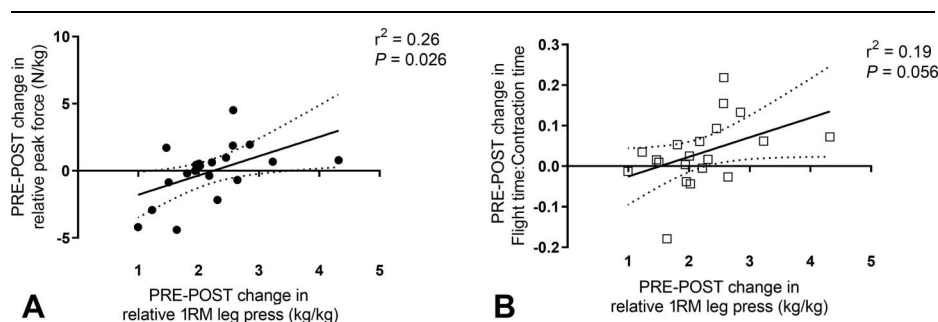 r2 = 0.26
P = 0.026
PRE-POST change in
relative peak force (N/kg)
10
5
0
-5
1 2 3 4 5
PRE-POST change in
relative 1RM leg press (kg/kg)
A
r2 = 0.19
P = 0.056
PRE-POST change in
Flight time:Contraction time
0.3
0.2
0.1
0.0
-0.1
-0.2
1 2 3 4 5
PRE-POST change in
relative 1RM leg press (kg/kg)
B